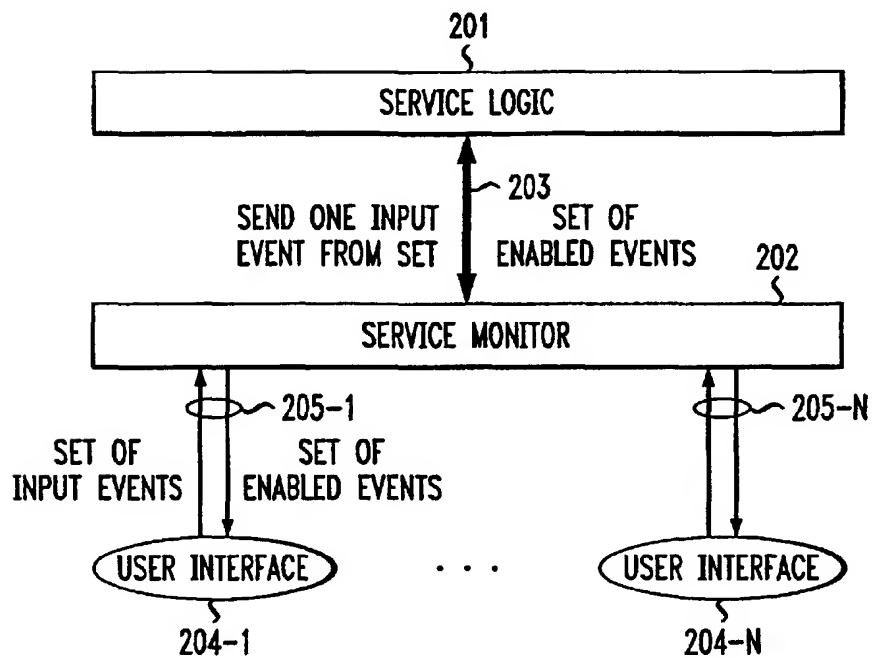 201
SERVICE LOGIC
203
SEND ONE INPUT
EVENT FROM SET
SET OF
ENABLED EVENTS
202
SERVICE MONITOR
205-1
205-N
SET OF
INPUT EVENTS
SET OF
ENABLED EVENTS
USER INTERFACE
. . .
USER INTERFACE
204-1
204-N